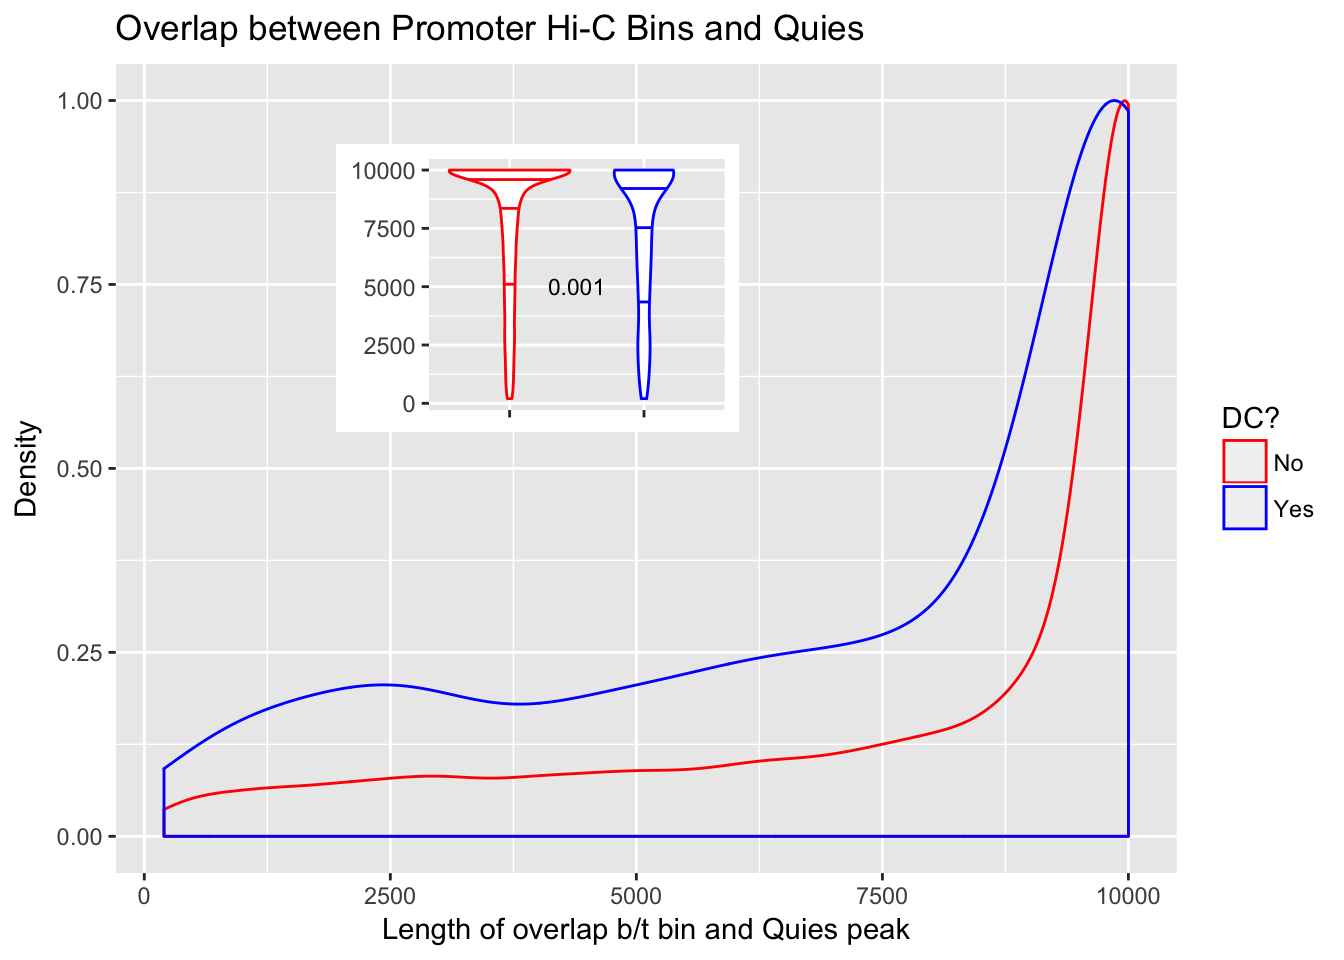 Overlap between Promoter Hi-C Bins and Quies
1.00
0.75
0.50
0.25
0.00
Density
10000
7500
5000
2500
0
0.001
0
2500
5000
7500
10000
Length of overlap b/t bin and Quies peak
DC?
No
Yes